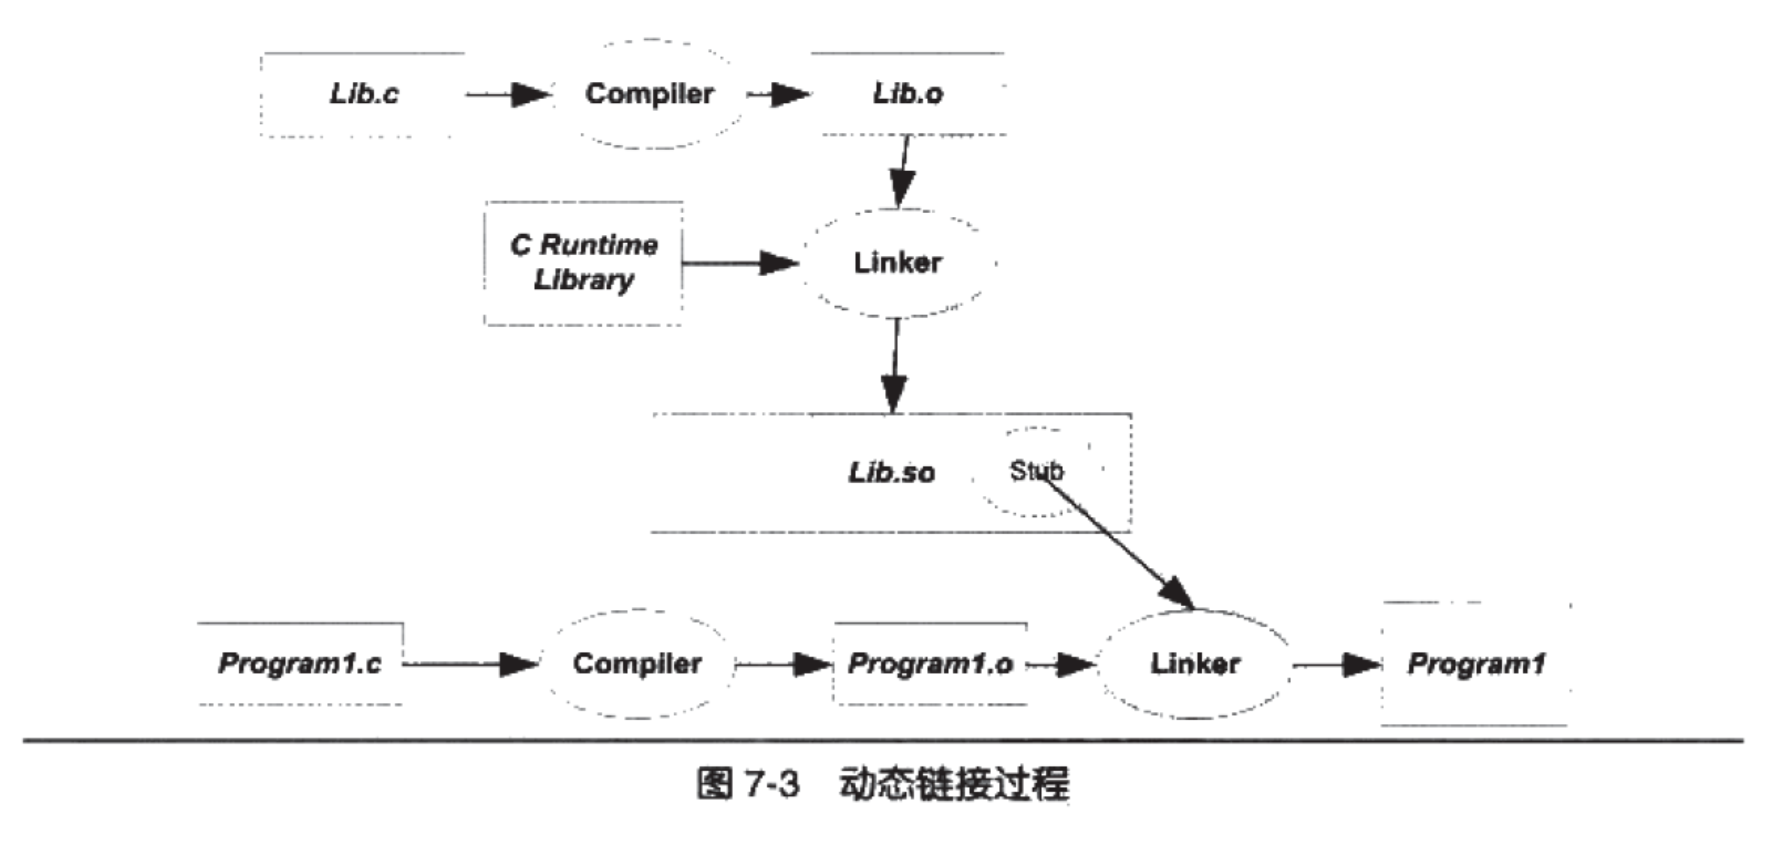 Lib.c
Compiler
Lib.o
C Runtime
Library
Linker
Lib.so
Stub
Program1.c
Compiler
Program1.o
Linker
Program1
图 7-3 动态链接过程